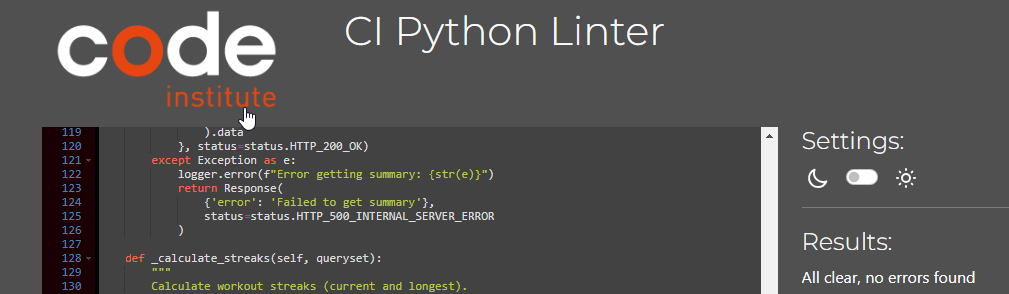 code
institute
CI Python Linter
119 ).data
120 }, status=status.HTTP_200_OK)
121 except Exception as e:
122 logger.error(f"Error getting summary: {str(e)}")
123 return Response(
124 {'error': 'Failed to get summary'},
125 status=status.HTTP_500_INTERNAL_SERVER_ERROR
126 )
127
128 def _calculate_streaks(self, queryset):
129 """
130 Calculate workout streaks (current and longest).
Settings:
Results:
All clear, no errors found